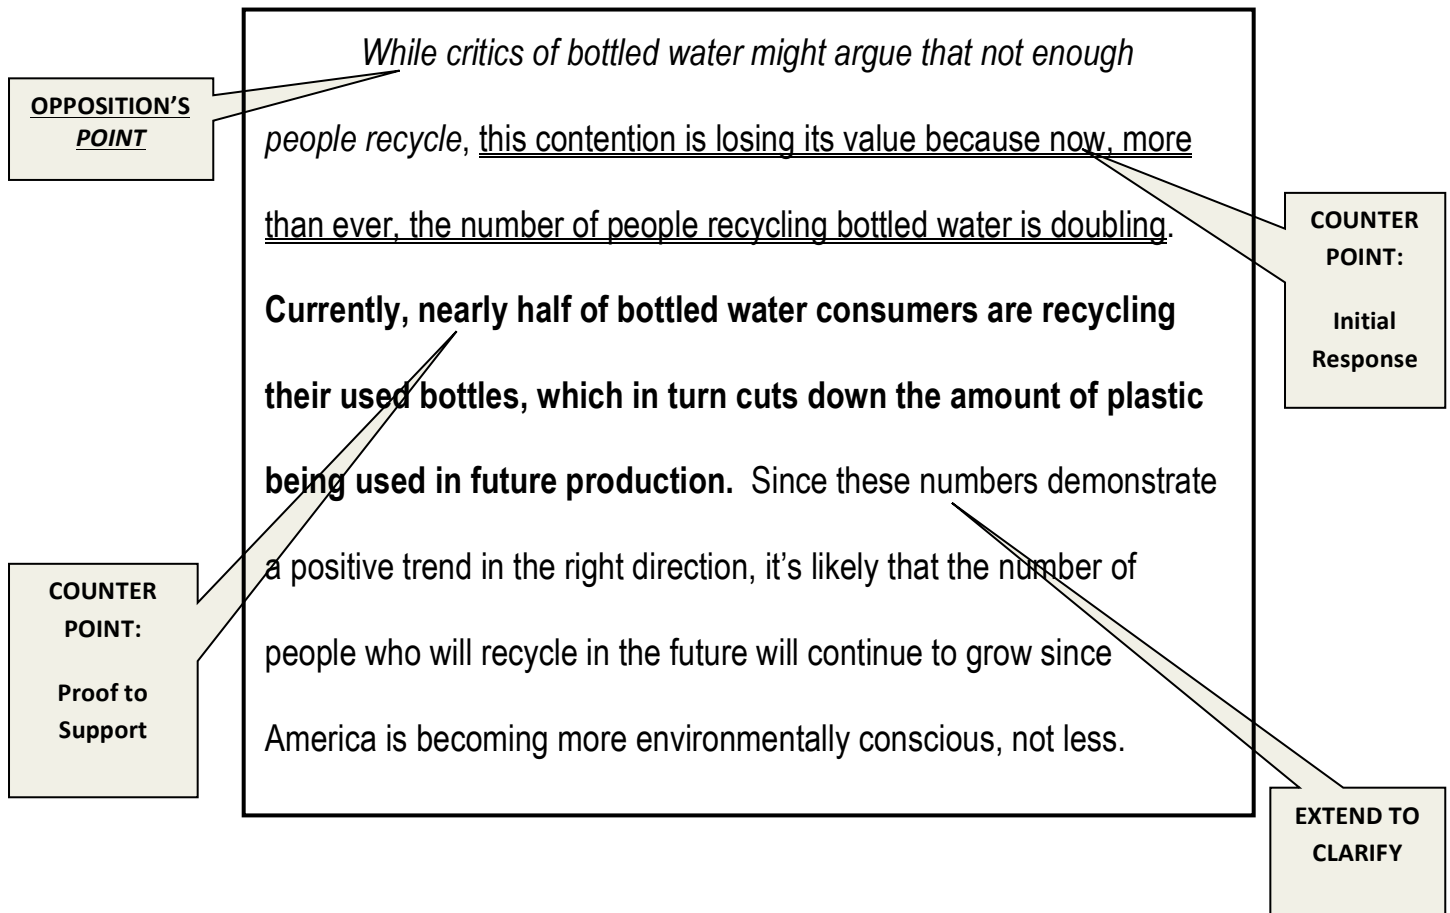 While critics of bottled water might argue that not enough
people recycle, this contention is losing its value because now, more
than ever, the number of people recycling bottled water is doubling.
Currently, nearly half of bottled water consumers are recycling
their used bottles, which in turn cuts down the amount of plastic
being used in future production.  Since these numbers demonstrate
a positive trend in the right direction, it’s likely that the number of
people who will recycle in the future will continue to grow since
America is becoming more environmentally conscious, not less.
OPPOSITION’S
POINT
COUNTER
POINT:
Initial
Response
COUNTER
POINT:
Proof to
Support
EXTEND TO
CLARIFY